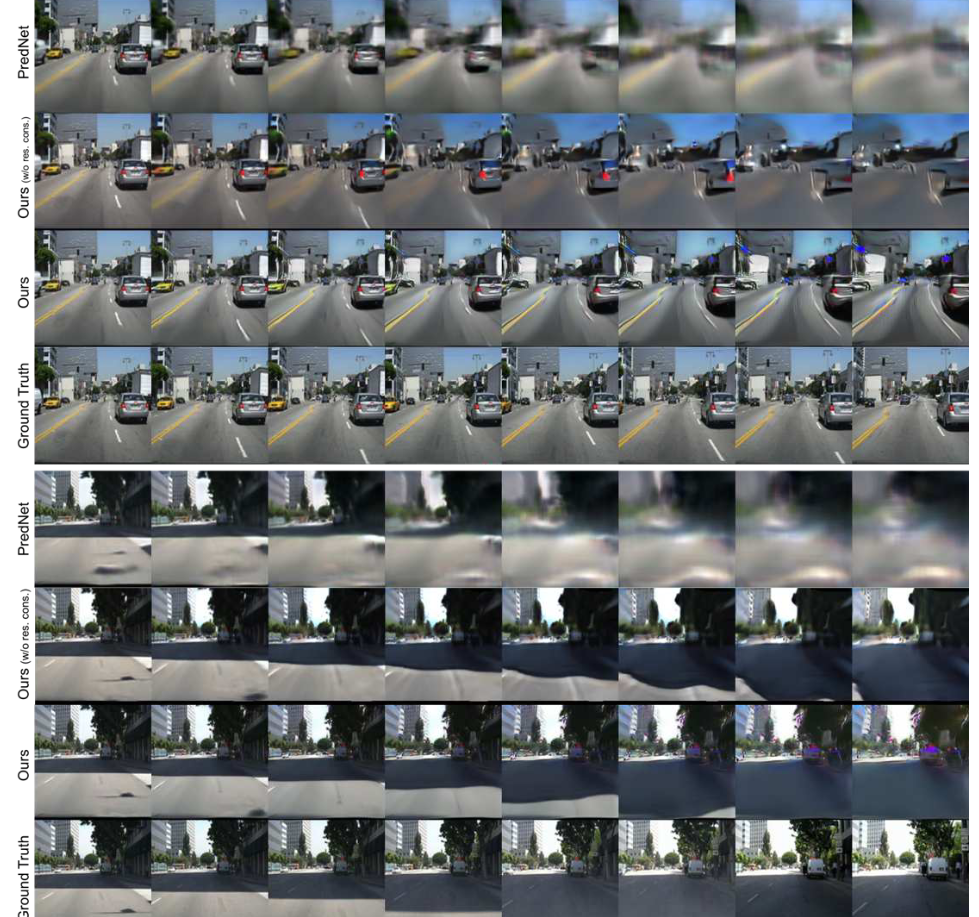 PredNet
Ours (w/o res. cons.)
Ours
Ground Truth
PredNet
Ours (w/o res. cons.)
Ours
Ground Truth